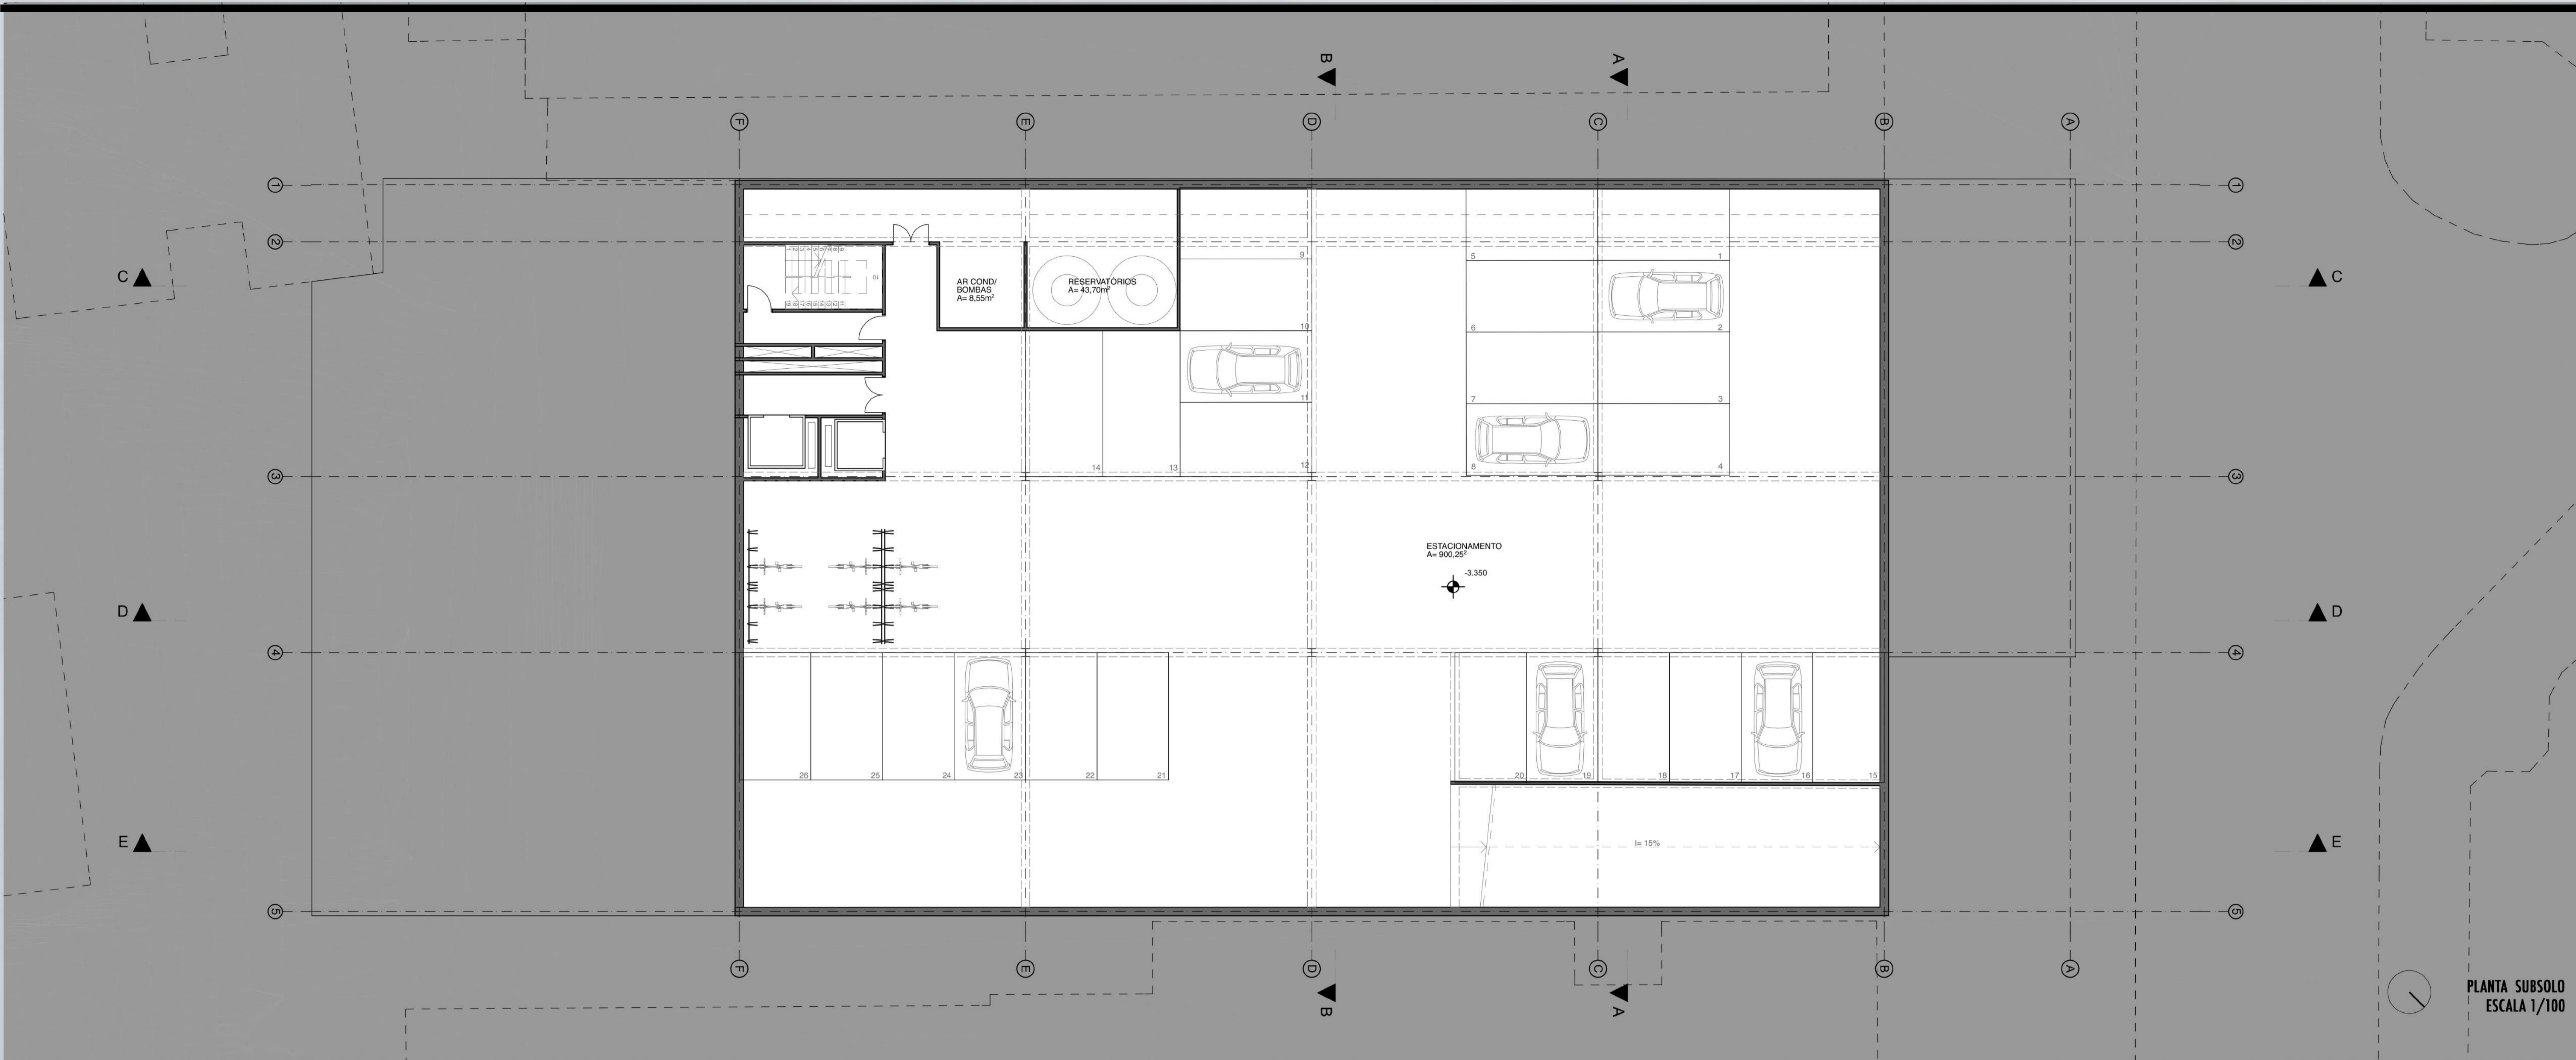 B A
F E D C B A
1 1
2 2
C C
9 5 1
AR COND/
BOMBAS
A= 8,55m²
RESERVATÓRIOS
A= 43,70m²
10 6 2
11 7 3
14 13 12 8 4
3 3
ESTACIONAMENTO
A= 900,25²
-3.350
D D
4 4
26 25 24 23 22 21 20 19 18 17 16 15
E E
I= 15%
5 5
F E D C B A
B A
PLANTA SUBSOLO
ESCALA 1/100